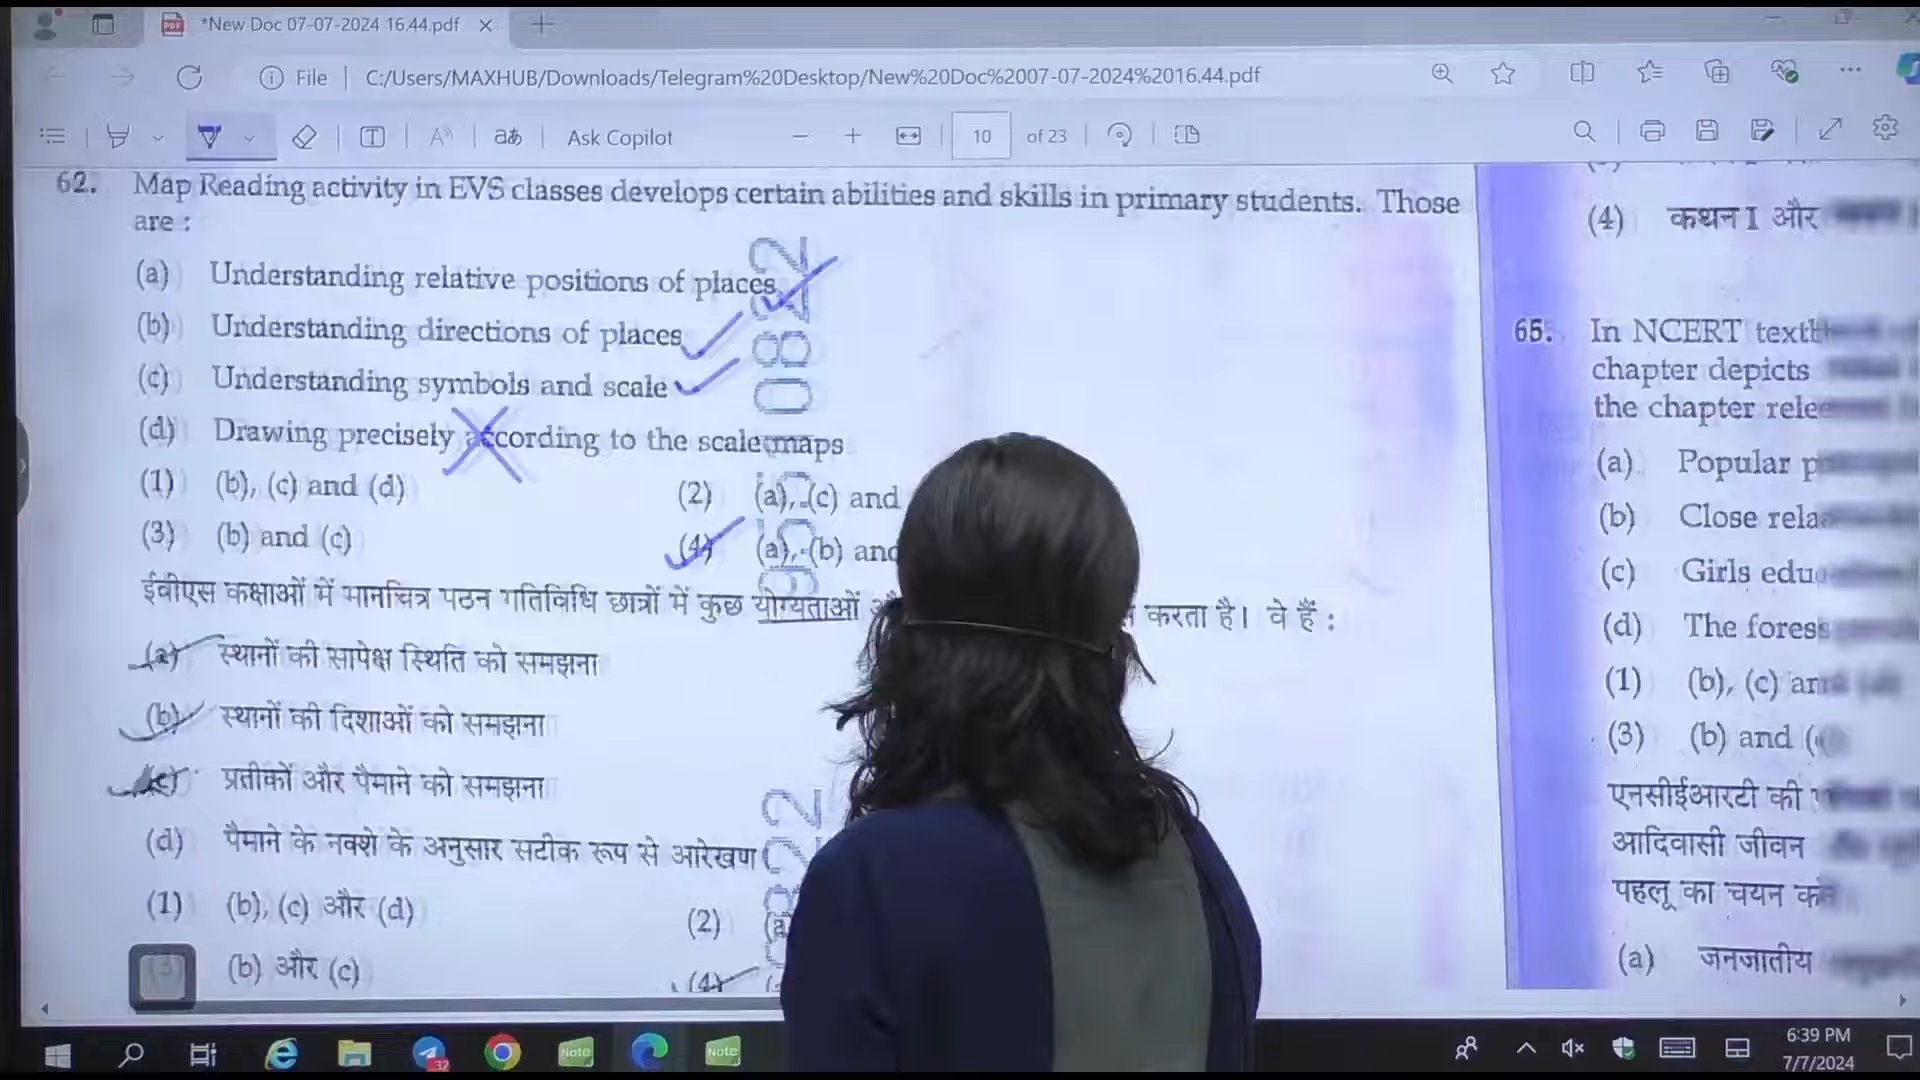 *New Doc 07-07-2024 16.44.pdf
File
C:/Users/MAXHUB/Downloads/Telegram%20Desktop/New%20Doc%2007-07-2024%2016.44.pdf
Ask Copilot
10 of 23
62. Map Reading activity in EVS classes develops certain abilities and skills in primary students. Those
are :
(a) Understanding relative positions of places
(b) Understanding directions of places
(c) Understanding symbols and scale
(d) Drawing precisely according to the scale maps
(1) (b), (c) and (d)
(2) (a), (c) and
(3) (b) and (c)
(4) (a), (b) and
ईवीएस कक्षाओं में मानचित्र पठन गतिविधि छात्रों में कुछ योग्यताओं करता है। वे हैं :
(a) स्थानों की सापेक्ष स्थिति को समझना
(b) स्थानों की दिशाओं को समझना
(c) प्रतीकों और पैमाने को समझना
(d) पैमाने के नक्शे के अनुसार सटीक रूप से आरेखण
(1) (b), (c) और (d)
(2) (a
(3) (b) और (c)
(4)
(4) कथन I और
65. In NCERT
chapter depicts
the chapter
(a) Popular
(b) Close
(c) Girls
(d) The
(1) (b), (c)
(3) (b) and
एनसीईआरटी की
आदिवासी जीवन
पहलू का चयन
(a) जनजातीय
32
Note
Note
6:39 PM
7/7/2024